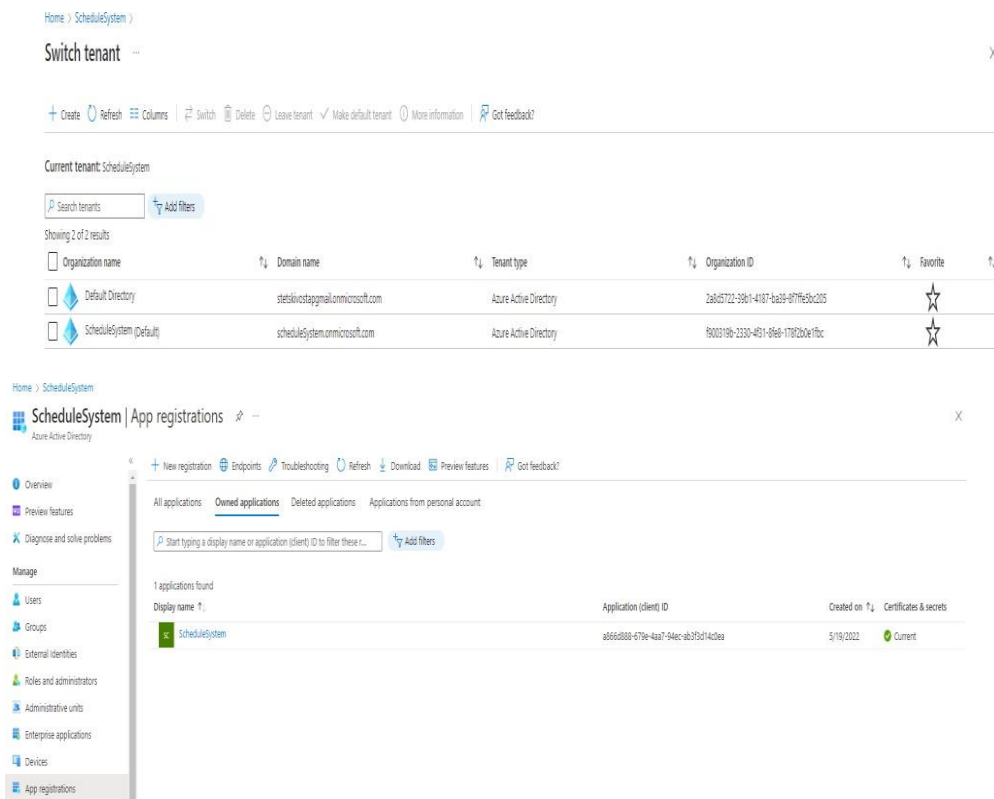 Home > ScheduleSystem >
Switch tenant ...
Create Refresh Columns Switch Delete Leave tenant Make default tenant More information Got feedback?
Current tenant: ScheduleSystem
Search tenants Add filters
Showing 2 of 2 results
Organization name Domain name Tenant type Organization ID Favorite
Default Directory stetskivostapgmail.onmicrosoft.com Azure Active Directory 2a8d5722-39b1-4187-ba39-8f7ffe5bc205
ScheduleSystem (Default) scheduleSystem.onmicrosoft.com Azure Active Directory f900319b-2330-4f31-8fe8-178f2b0e1fbc
Home > ScheduleSystem
ScheduleSystem | App registrations ...
Azure Active Directory
New registration Endpoints Troubleshooting Refresh Download Preview features Got feedback?
Overview
Preview features
Diagnose and solve problems
Manage
Users
Groups
External Identities
Roles and administrators
Administrative units
Enterprise applications
Devices
App registrations
All applications Owned applications Deleted applications Applications from personal account
Start typing a display name or application (client) ID to filter these r... Add filters
1 applications found
Display name Application (client) ID Created on Certificates & secrets
SC ScheduleSystem a866d888-679e-4aa7-94ec-ab3f3d14c0ea 5/19/2022 Current